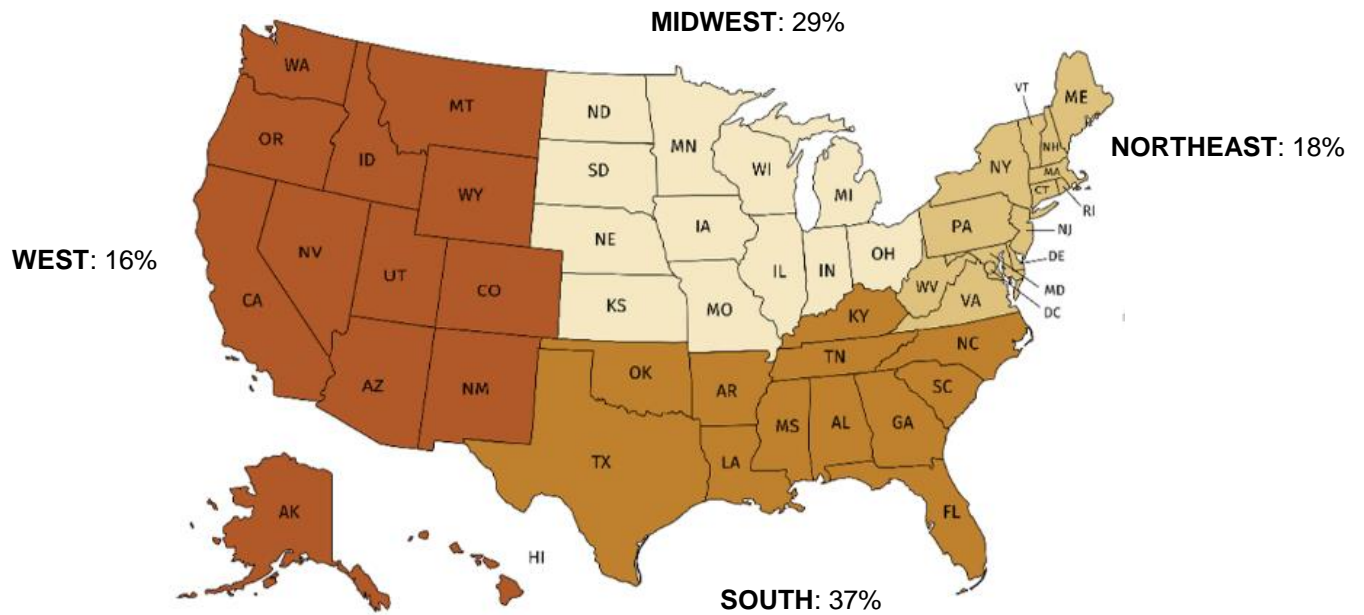 MIDWEST: 29%
WA
MT
ND
MN
VT
ME
OR
ID
SD
WI
MI
NY
NH
MA
NORTHEAST: 18%
WY
CT
RI
IA
PA
NJ
WEST: 16%
NV
UT
NE
IL
IN
OH
DE
CA
CO
KS
MO
WV
VA
MD
DC
KY
NC
TN
AZ
NM
OK
AR
SC
MS
AL
GA
TX
LA
AK
FL
HI
SOUTH: 37%